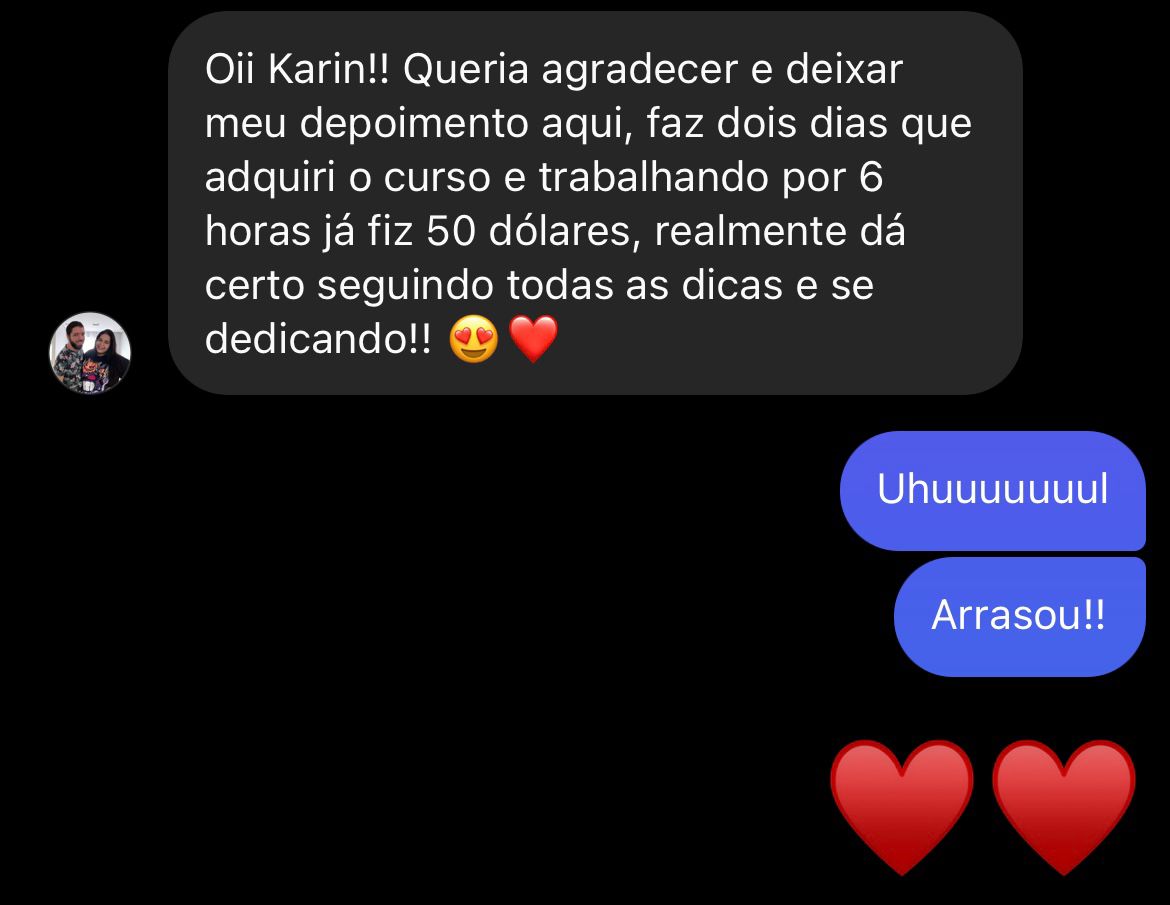 Oii Karin!! Queria agradecer e deixar
meu depoimento aqui, faz dois dias que
adquiri o curso e trabalhando por 6
horas já fiz 50 dólares, realmente dá
certo seguindo todas as dicas e se
dedicando!! 😍❤️
Uhuuuuuuul
Arrasou!!
♥️♥️